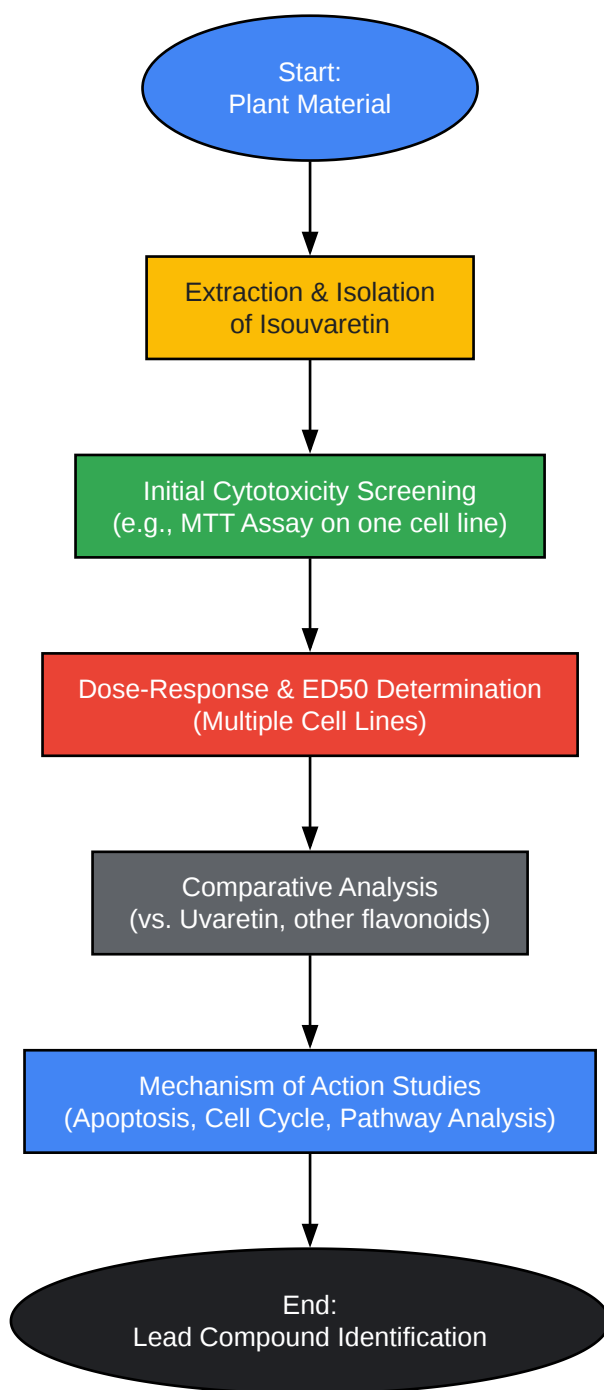 Start:
Plant Material
Extraction & Isolation
of Isouvaretin
Initial Cytotoxicity Screening
(e.g., MTT Assay on one cell line)
Dose-Response & ED50 Determination
(Multiple Cell Lines)
Comparative Analysis
(vs. Uvaretin, other flavonoids)
Mechanism of Action Studies
(Apoptosis, Cell Cycle, Pathway Analysis)
End:
Lead Compound Identification